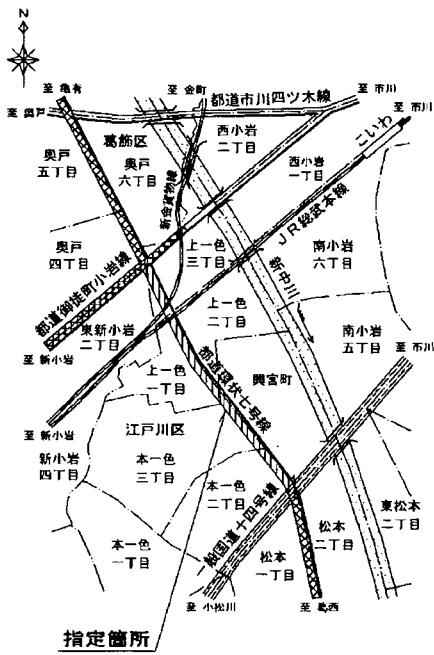 N
至 亀有
至 金町
都道市川四ツ木線
至 市川
至 市川
至 奥戸
葛飾区
奥戸
五丁目
奥戸
六丁目
西小岩
二丁目
こいわ
西小岩
一丁目
新金貨物線
JR総武本線
奥戸
四丁目
上一色
三丁目
新中川
南小岩
六丁目
都道御徒町小岩線
東新小岩
二丁目
上一色
二丁目
南小岩
五丁目
至 市川
至 新小岩
上一色
一丁目
都道環状七号線
興宮町
至 新小岩
江戸川区
新小岩
四丁目
本一色
三丁目
本一色
二丁目
一般国道十四号線
東松本
二丁目
松本
二丁目
本一色
一丁目
松本
一丁目
至 小松川
至 葛西
指定箇所